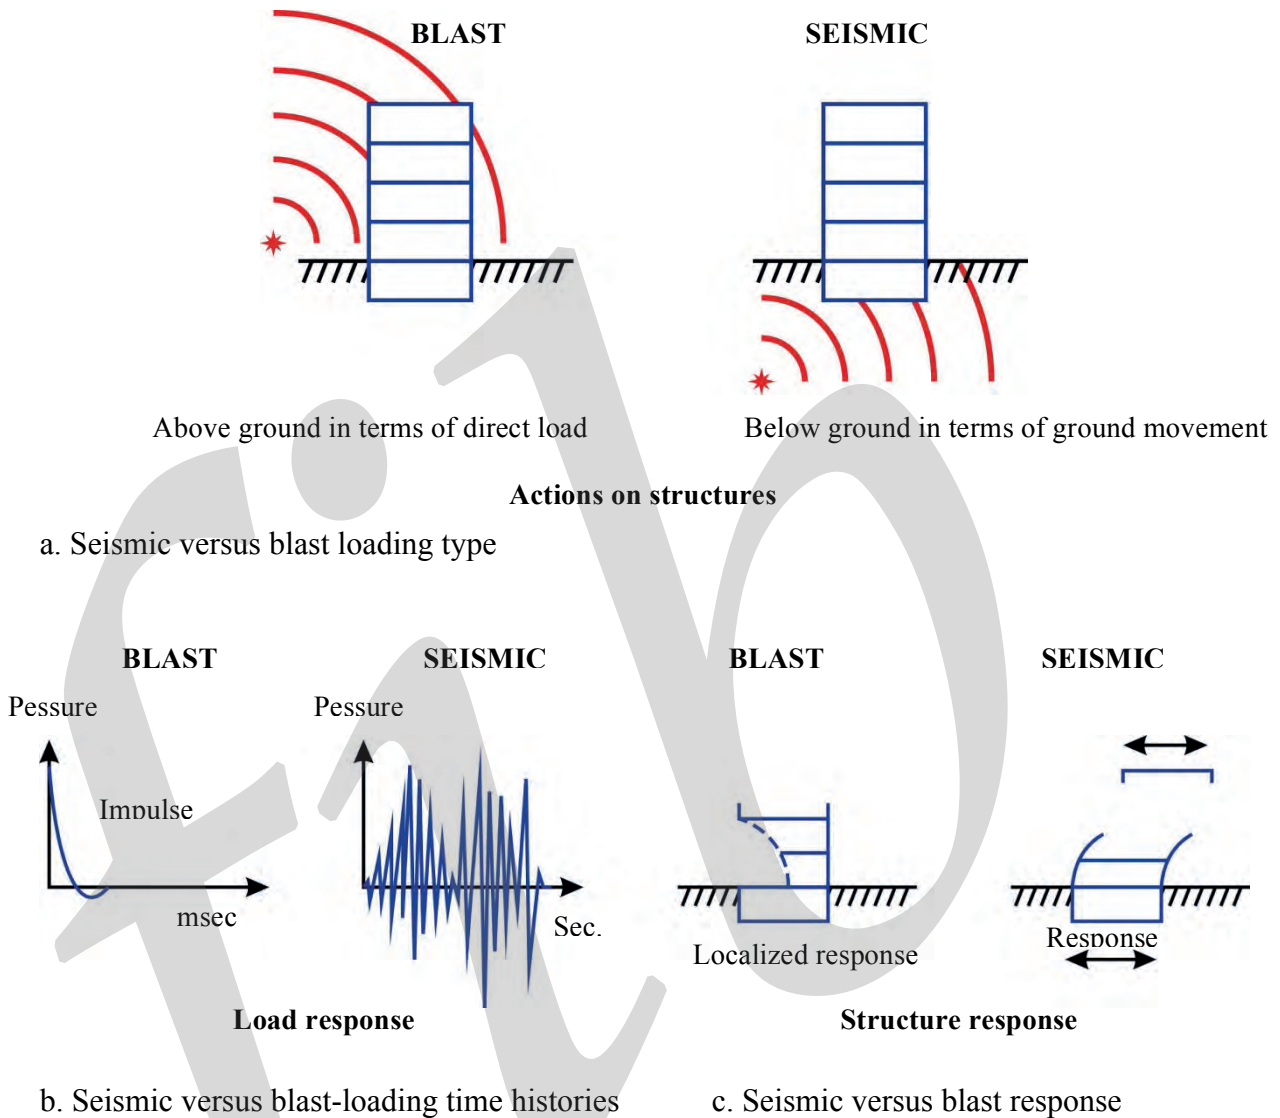 BLAST
SEISMIC
Above ground in terms of direct load
Below ground in terms of ground movement
Actions on structures
a. Seismic versus blast loading type
BLAST
SEISMIC
BLAST
SEISMIC
Pessure
Pessure
Impulse
msec
Sec.
Localized response
Response
Load response
Structure response
b. Seismic versus blast-loading time histories
c. Seismic versus blast response
fib